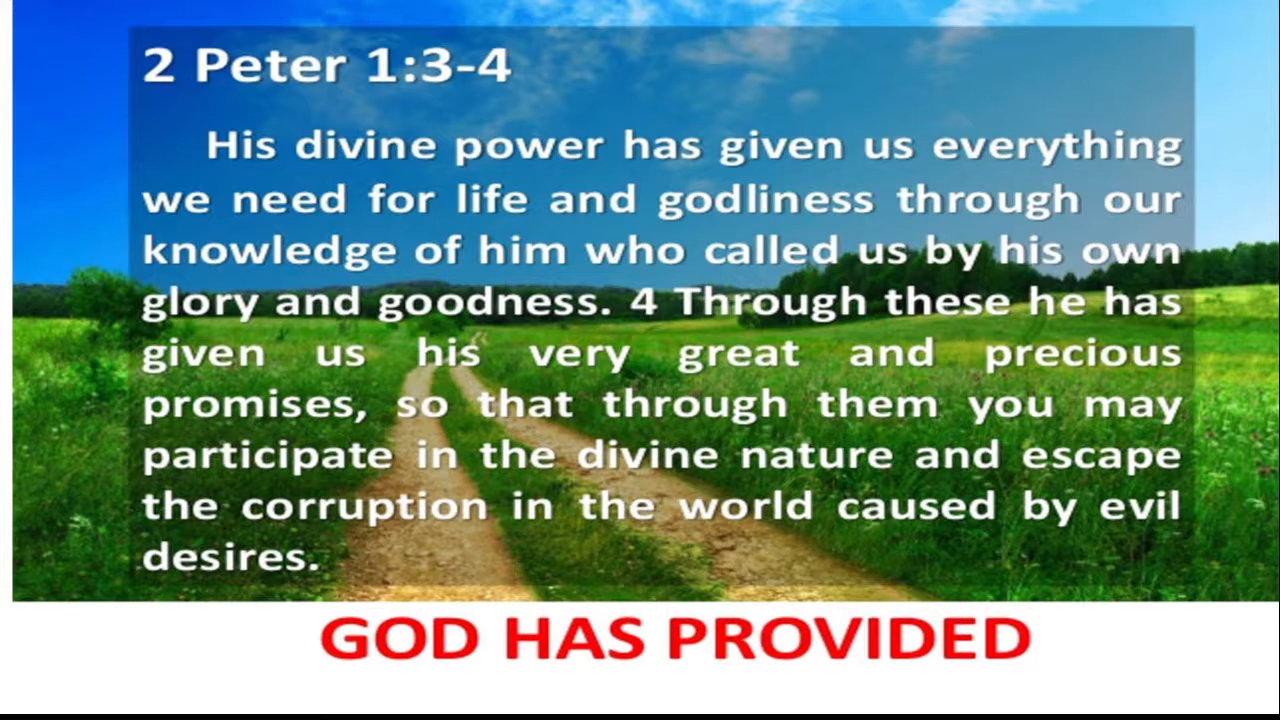 2 Peter 1:3-4
His divine power has given us everything
we need for life and godliness through our
knowledge of him who called us by his own
glory and goodness. 4 Through these he has
given us his very great and precious
promises, so that through them you may
participate in the divine nature and escape
the corruption in the world caused by evil
desires.
GOD HAS PROVIDED